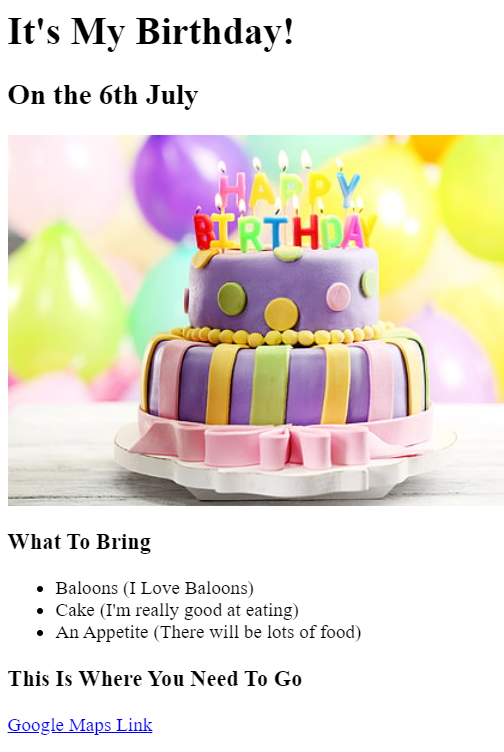 It's My Birthday!
On the 6th July
HAPPY
BIRTHDAY
What To Bring
Baloons (I Love Baloons)
Cake (I'm really good at eating)
An Appetite (There will be lots of food)
This Is Where You Need To Go
Google Maps Link